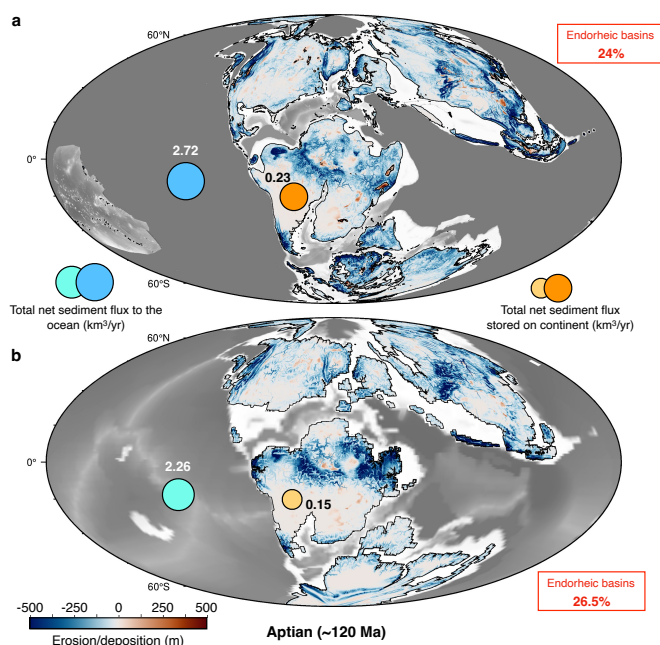 a
60°N
Endorheic basins
24%
2.72
0°
0.23
60°S
Total net sediment flux to the
ocean (km³/yr)
Total net sediment flux
stored on continent (km³/yr)
60°N
b
2.26
0°
0.15
60°S
Endorheic basins
26.5%
-500 -250 0 250 500
Erosion/deposition (m)
Aptian (~120 Ma)